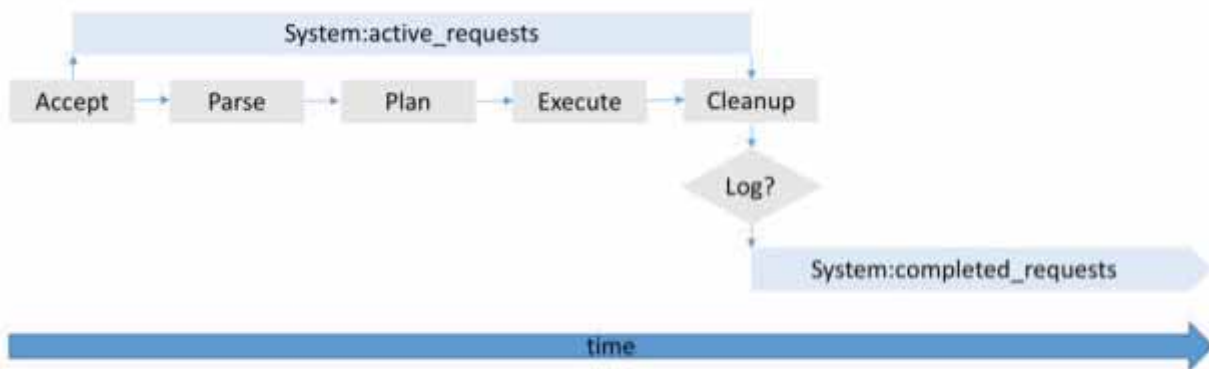 System:active_requests
Accept
Parse
Plan
Execute
Cleanup
Log?
System:completed_requests
time